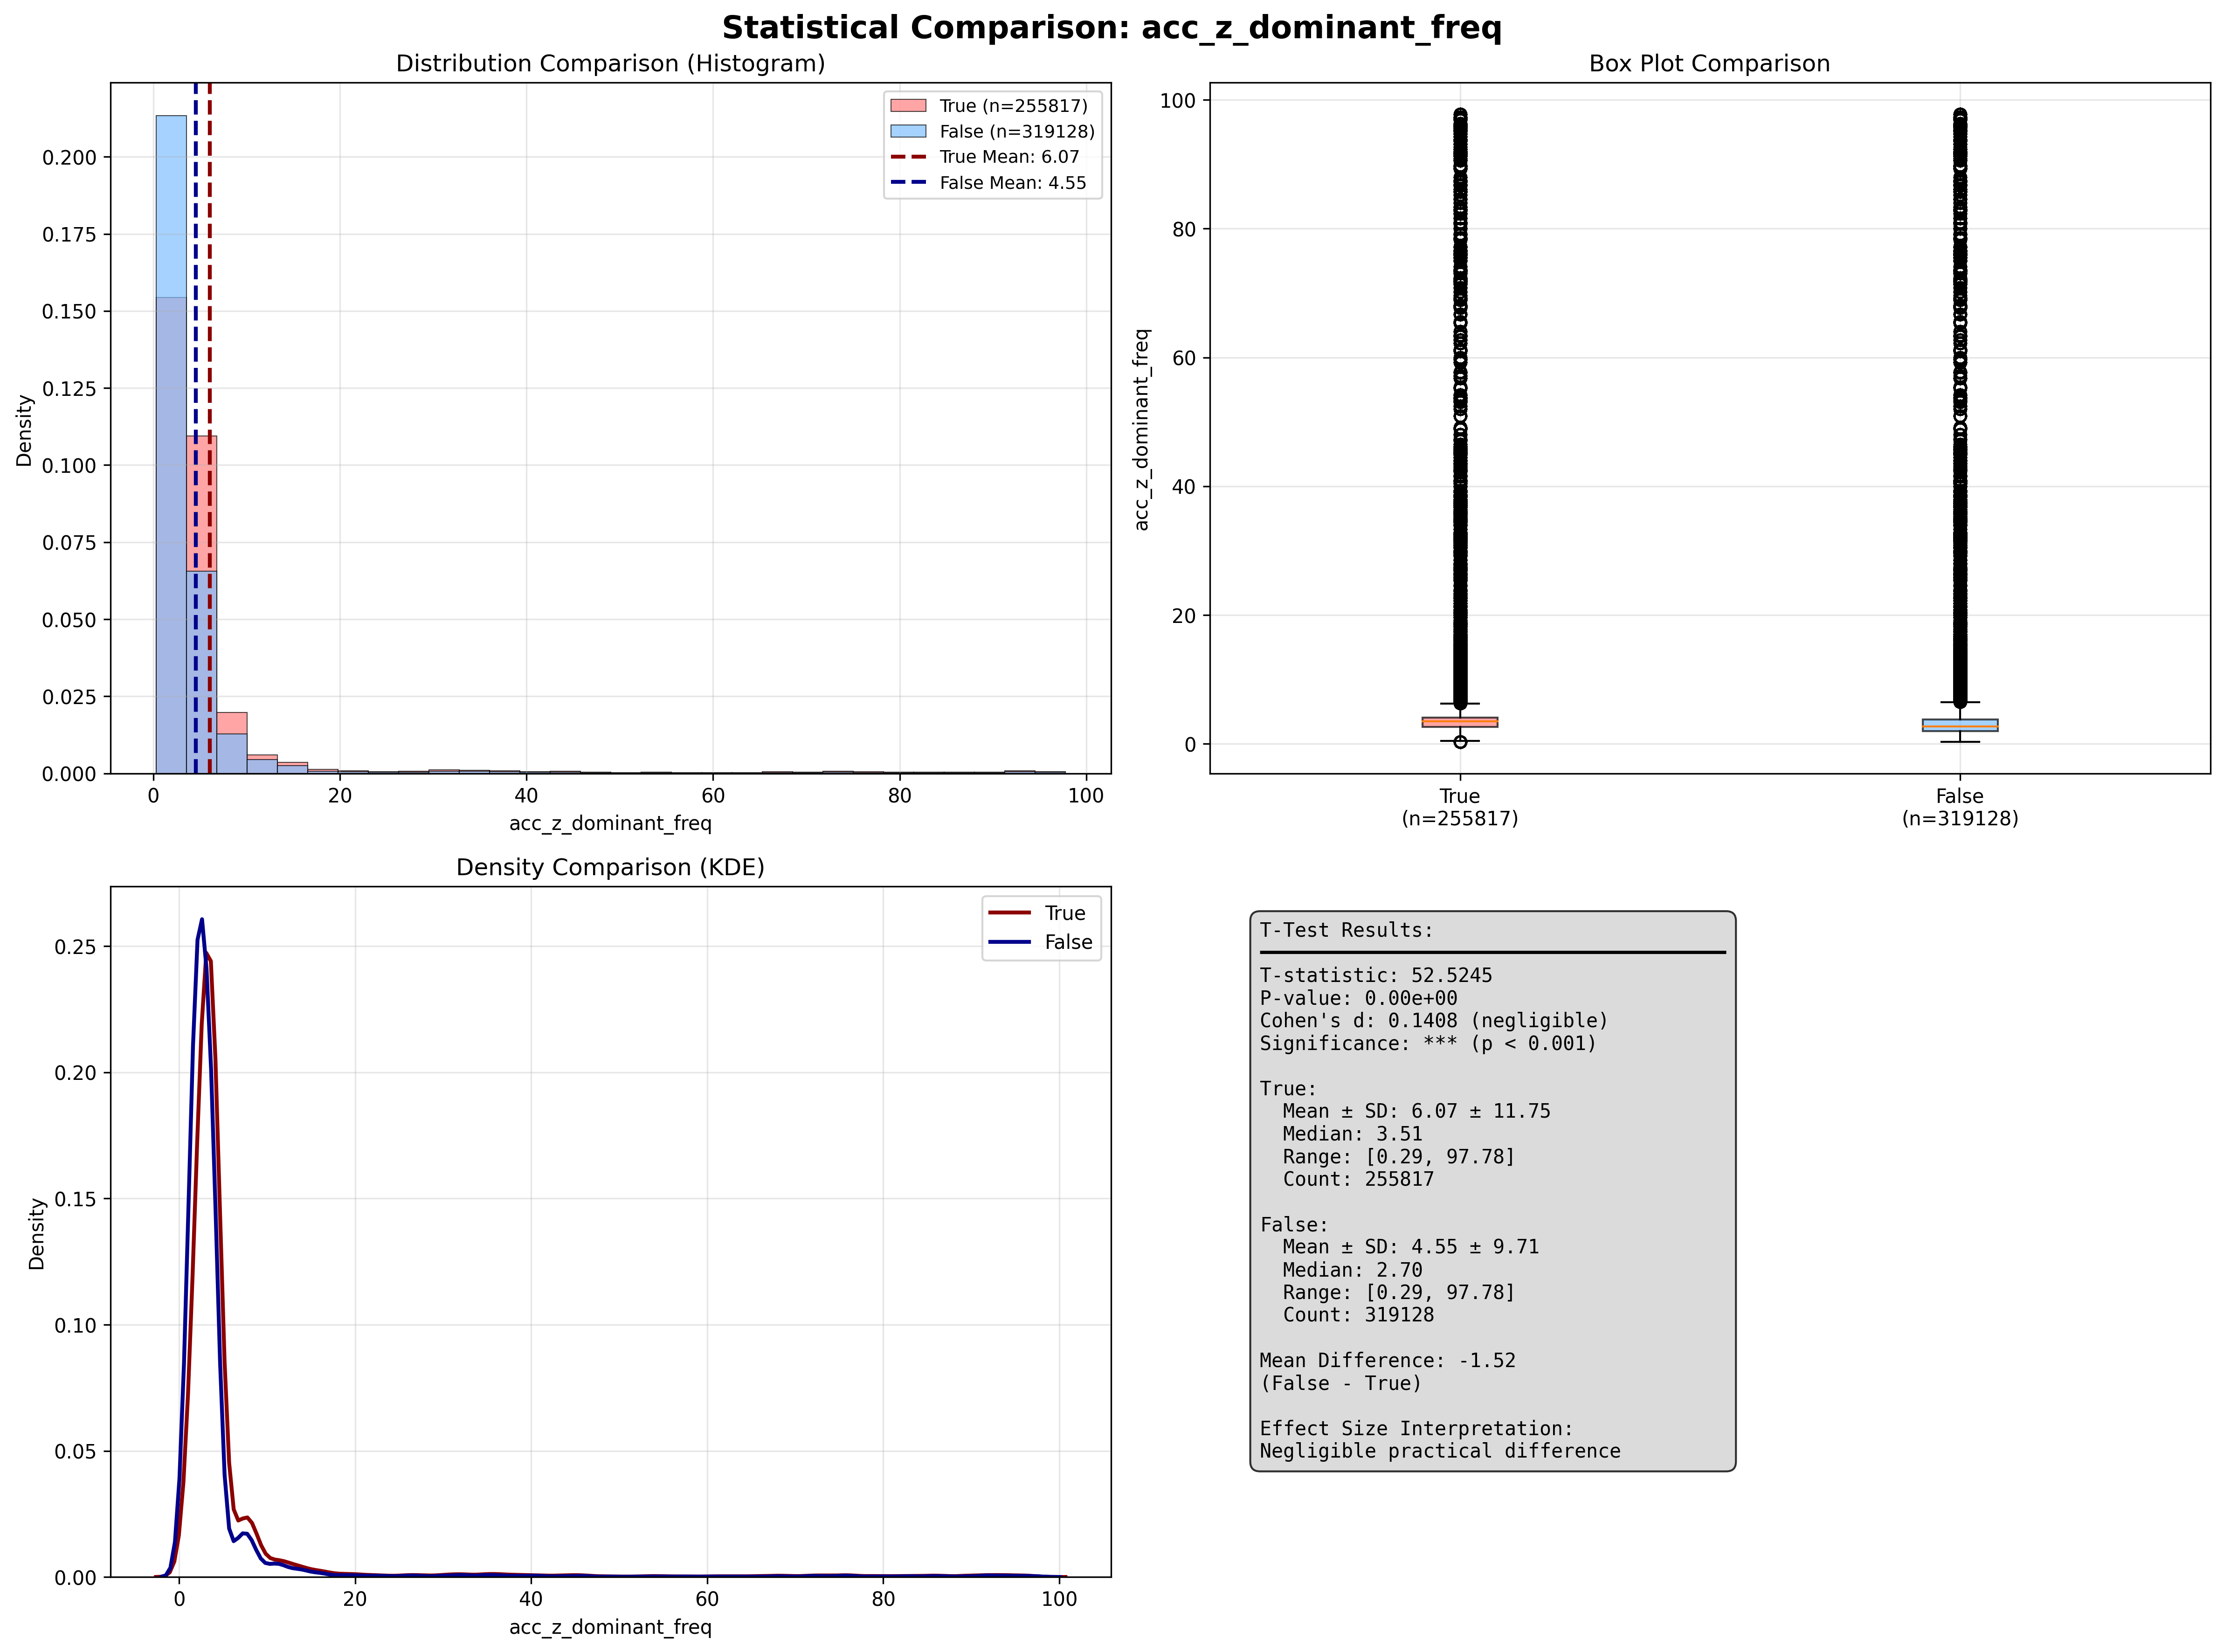 Statistical Comparison: acc_z_dominant_freq
Distribution Comparison (Histogram)
True (n=255817)
False (n=319128)
True Mean: 6.07
False Mean: 4.55
Density
0.200
0.175
0.150
0.125
0.100
0.075
0.050
0.025
0.000
0
20
40
60
80
100
acc_z_dominant_freq
Box Plot Comparison
acc_z_dominant_freq
100
80
60
40
20
0
True
(n=255817)
False
(n=319128)
Density Comparison (KDE)
True
False
Density
0.25
0.20
0.15
0.10
0.05
0.00
0
20
40
60
80
100
acc_z_dominant_freq
T-Test Results:
T-statistic: 52.5245
P-value: 0.00e+00
Cohen's d: 0.1408 (negligible)
Significance: *** (p < 0.001)
True:
Mean ± SD: 6.07 ± 11.75
Median: 3.51
Range: [0.29, 97.78]
Count: 255817
False:
Mean ± SD: 4.55 ± 9.71
Median: 2.70
Range: [0.29, 97.78]
Count: 319128
Mean Difference: -1.52
(False - True)
Effect Size Interpretation:
Negligible practical difference